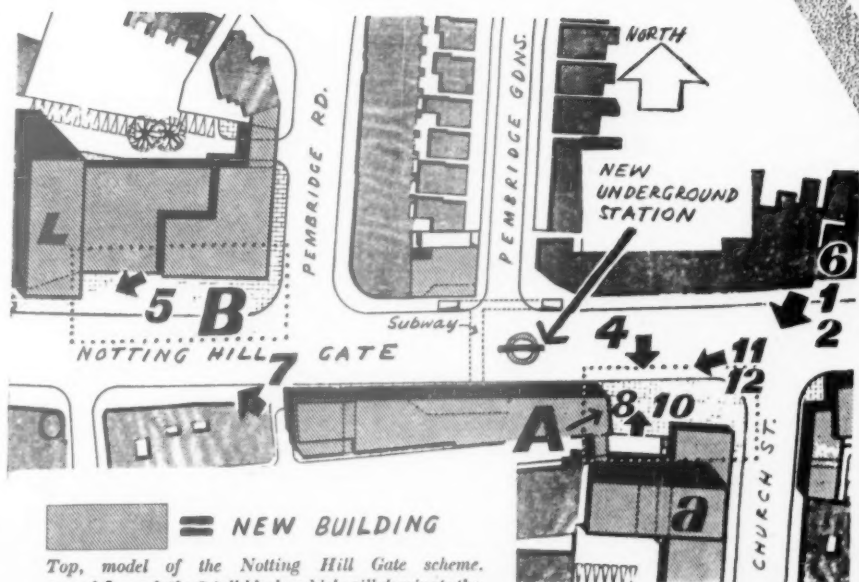 NORTH
PEMBRIDGE RD.
PEMBRIDGE GDNS.
NEW
UNDERGROUND
STATION
L
5
B
6
1
2
Subway
4
11
12
NOTTING HILL GATE
7
A
8 10
a
CHURCH ST.
= NEW BUILDING
Top, model of the Notting Hill Gate scheme.